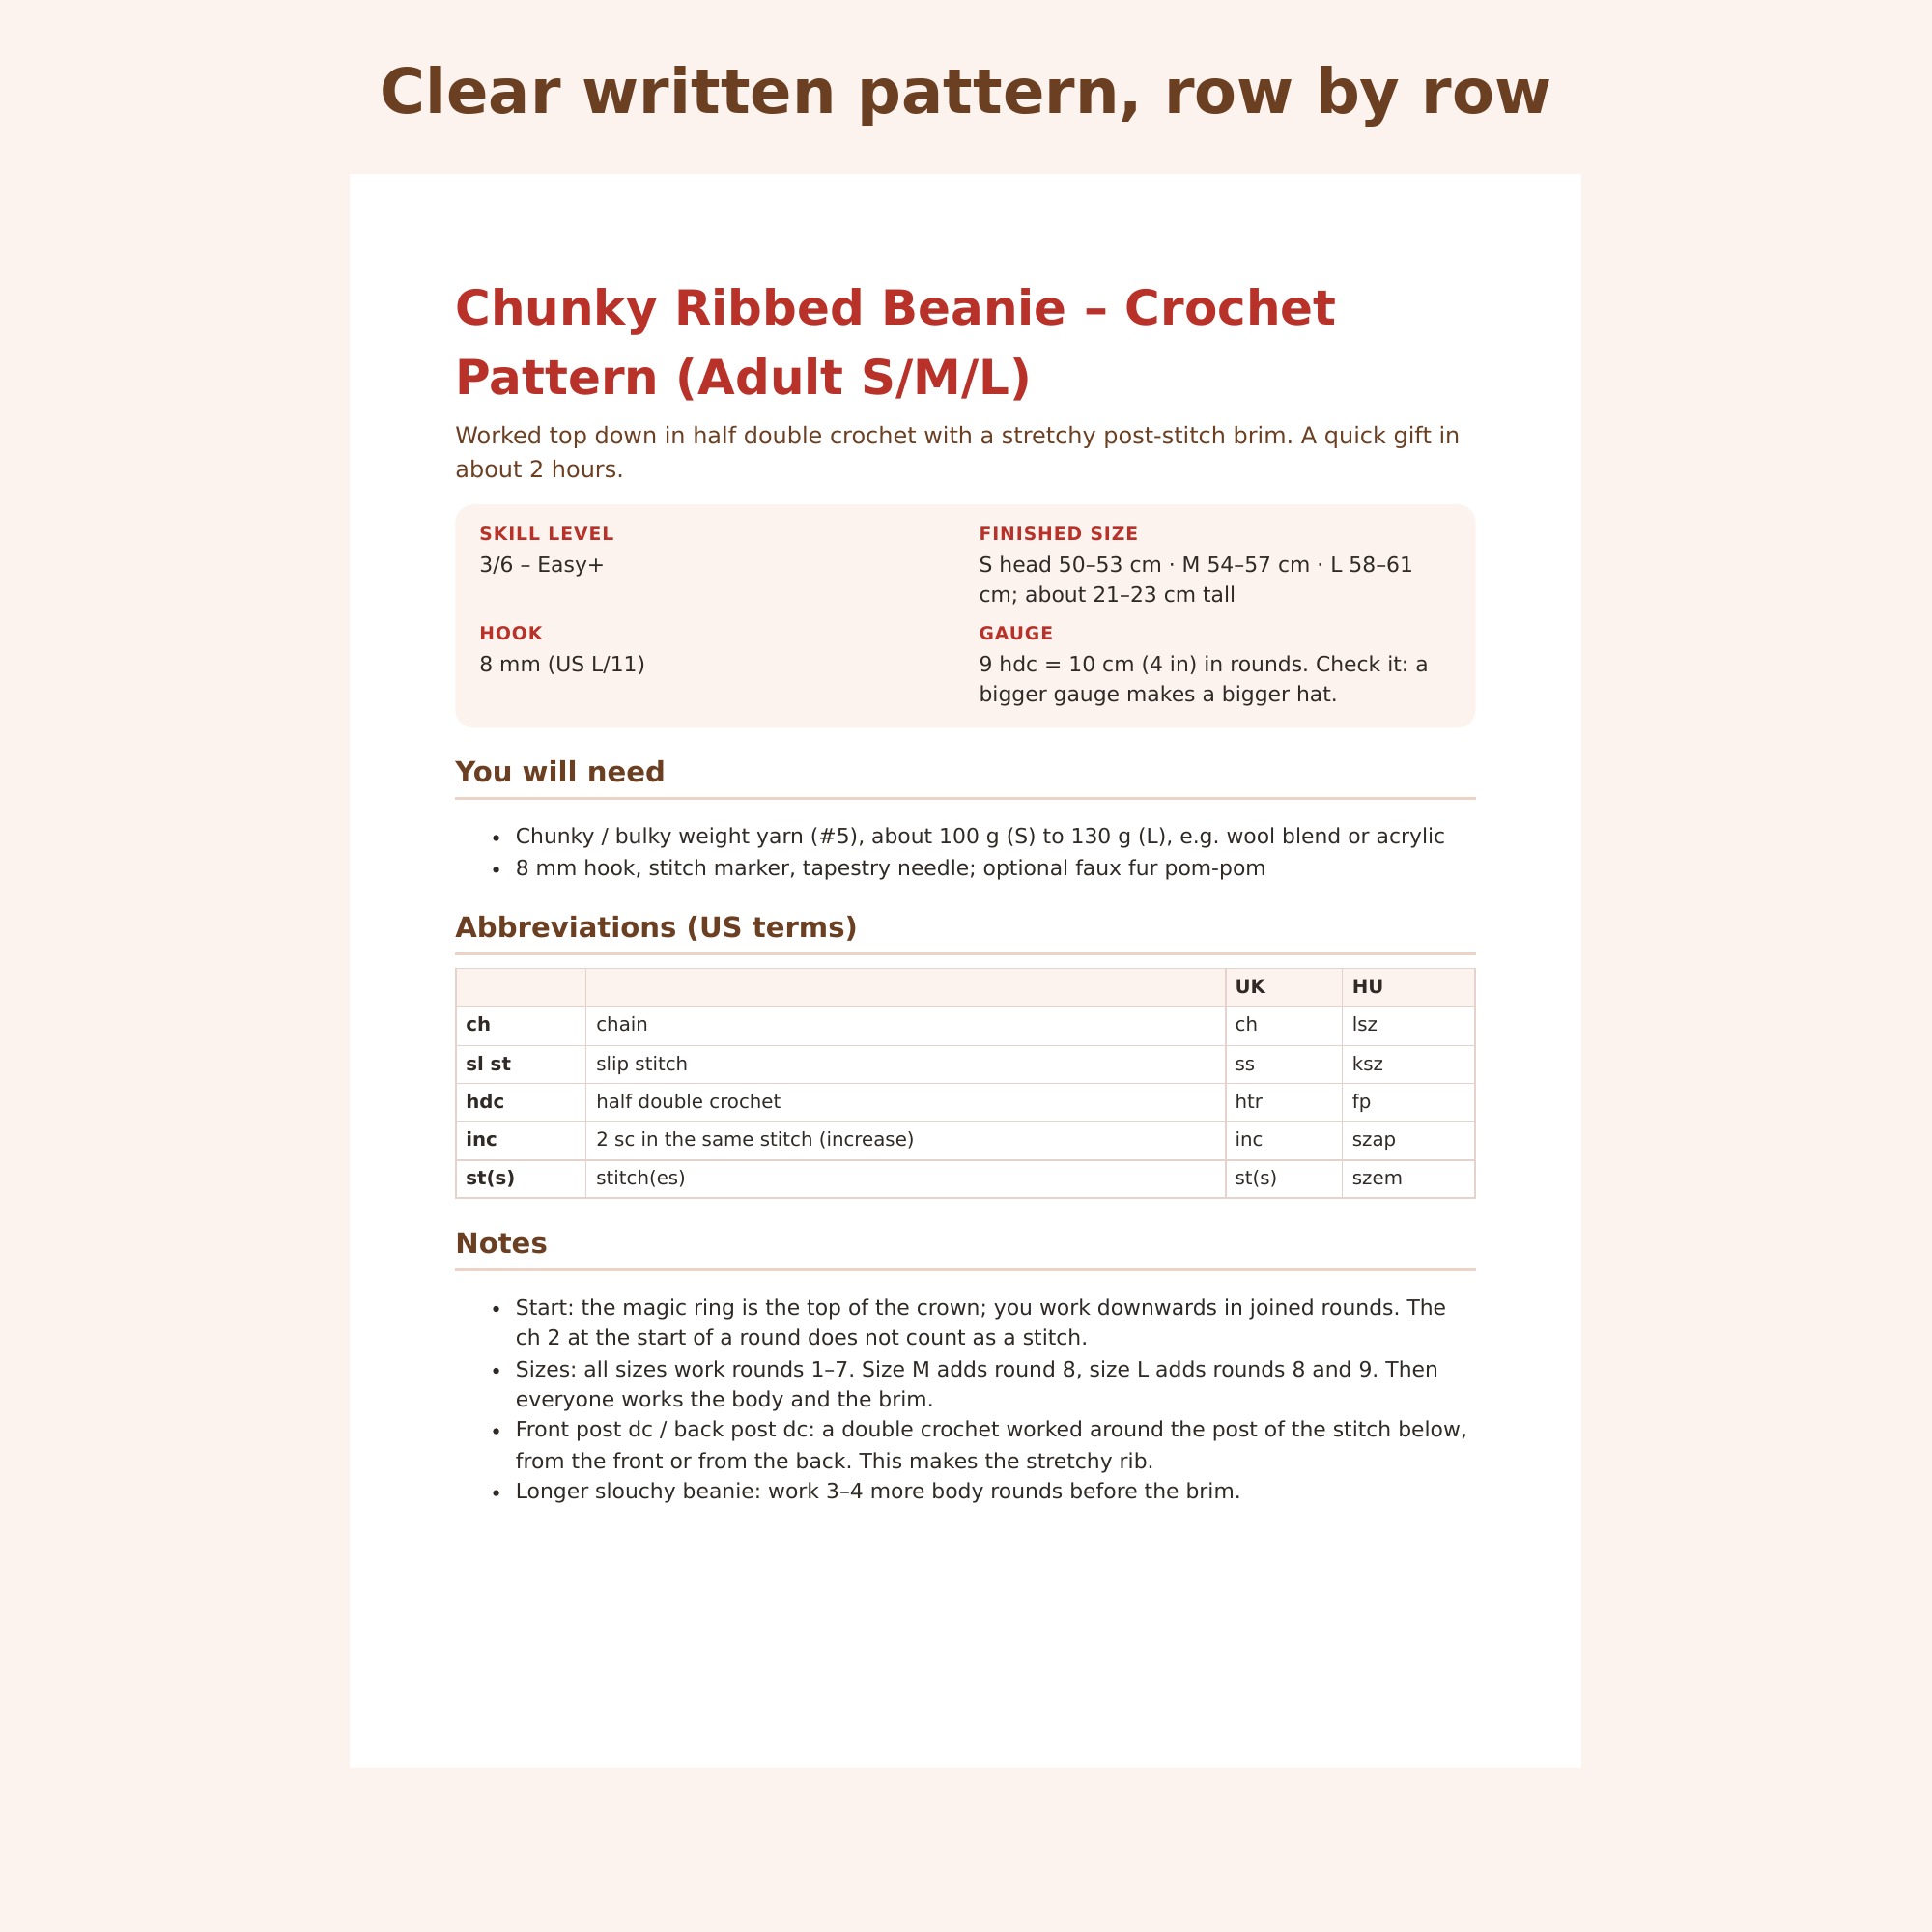 Clear written pattern, row by row
Chunky Ribbed Beanie – Crochet
Pattern (Adult S/M/L)
Worked top down in half double crochet with a stretchy post-stitch brim. A quick gift in
about 2 hours.
SKILL LEVEL
3/6 – Easy+
FINISHED SIZE
S head 50–53 cm · M 54–57 cm · L 58–61
cm; about 21–23 cm tall
HOOK
8 mm (US L/11)
GAUGE
9 hdc = 10 cm (4 in) in rounds. Check it: a
bigger gauge makes a bigger hat.
You will need
• Chunky / bulky weight yarn (#5), about 100 g (S) to 130 g (L), e.g. wool blend or acrylic
• 8 mm hook, stitch marker, tapestry needle; optional faux fur pom-pom
Abbreviations (US terms)
UK HU
ch chain ch lsz
sl st slip stitch ss ksz
hdc half double crochet htr fp
inc 2 sc in the same stitch (increase) inc szap
st(s) stitch(es) st(s) szem
Notes
• Start: the magic ring is the top of the crown; you work downwards in joined rounds. The
ch 2 at the start of a round does not count as a stitch.
• Sizes: all sizes work rounds 1–7. Size M adds round 8, size L adds rounds 8 and 9. Then
everyone works the body and the brim.
• Front post dc / back post dc: a double crochet worked around the post of the stitch below,
from the front or from the back. This makes the stretchy rib.
• Longer slouchy beanie: work 3–4 more body rounds before the brim.